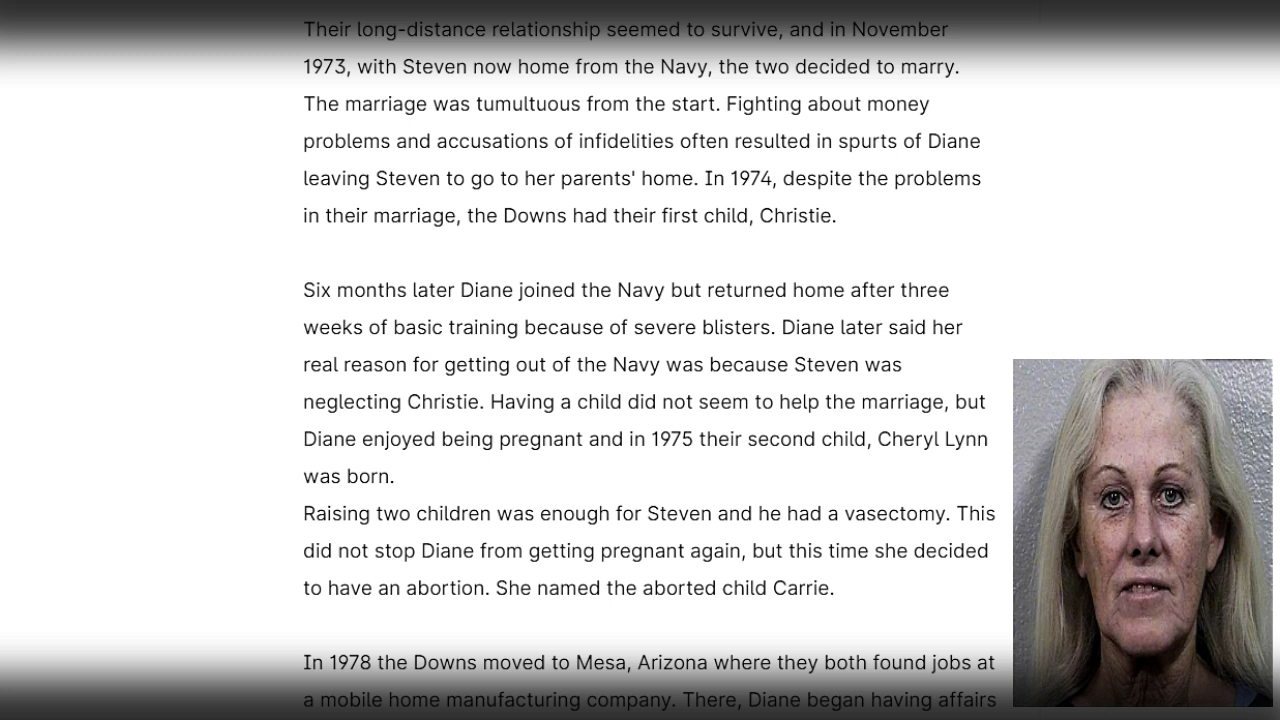 Their long-distance relationship seemed to survive, and in November
1973, with Steven now home from the Navy, the two decided to marry.
The marriage was tumultuous from the start. Fighting about money
problems and accusations of infidelities often resulted in spurts of Diane
leaving Steven to go to her parents' home. In 1974, despite the problems
in their marriage, the Downs had their first child, Christie.
Six months later Diane joined the Navy but returned home after three
weeks of basic training because of severe blisters. Diane later said her
real reason for getting out of the Navy was because Steven was
neglecting Christie. Having a child did not seem to help the marriage, but
Diane enjoyed being pregnant and in 1975 their second child, Cheryl Lynn
was born.
Raising two children was enough for Steven and he had a vasectomy. This
did not stop Diane from getting pregnant again, but this time she decided
to have an abortion. She named the aborted child Carrie.
In 1978 the Downs moved to Mesa, Arizona where they both found jobs at
a mobile home manufacturing company. There, Diane began having affairs